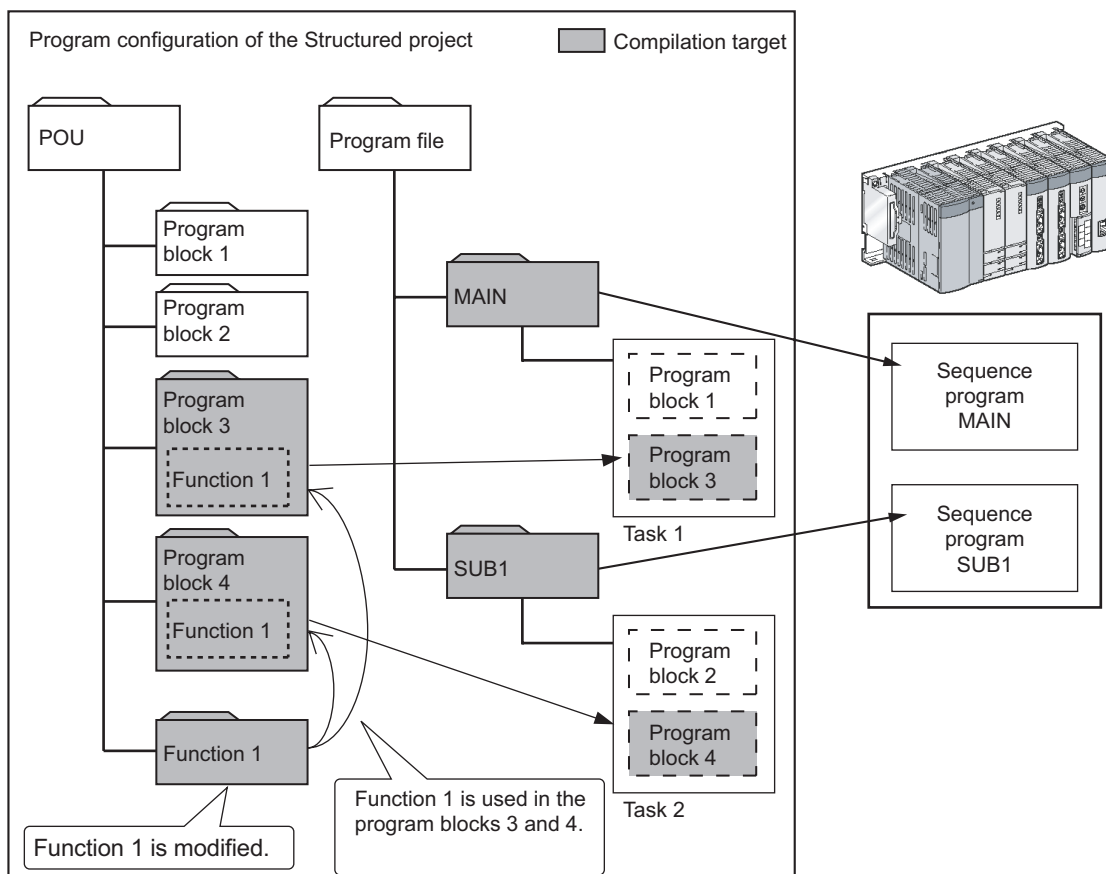 Program configuration of the Structured project
Compilation target
POU
Program
block 1
Program
block 2
Program
block 3
Function 1
Program
block 4
Function 1
Function 1
Function 1 is modified.
Function 1 is used in the
program blocks 3 and 4.
Program file
MAIN
Program
block 1
Program
block 3
Task 1
SUB1
Program
block 2
Program
block 4
Task 2
Sequence
program
MAIN
Sequence
program
SUB1